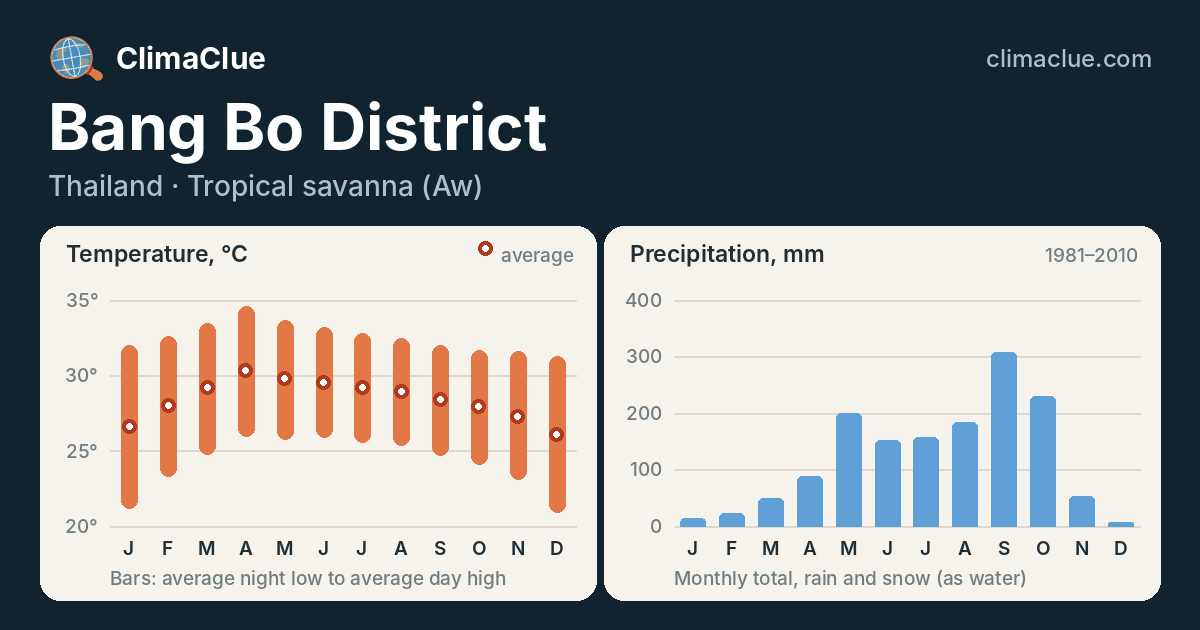 ClimaClue
climaclue.com
Bang Bo District
Thailand · Tropical savanna (Aw)
Temperature, °C
average
35°
30°
25°
20°
J F M A M J J A S O N D
Bars: average night low to average day high
Precipitation, mm
1981–2010
400
300
200
100
0
J F M A M J J A S O N D
Monthly total, rain and snow (as water)